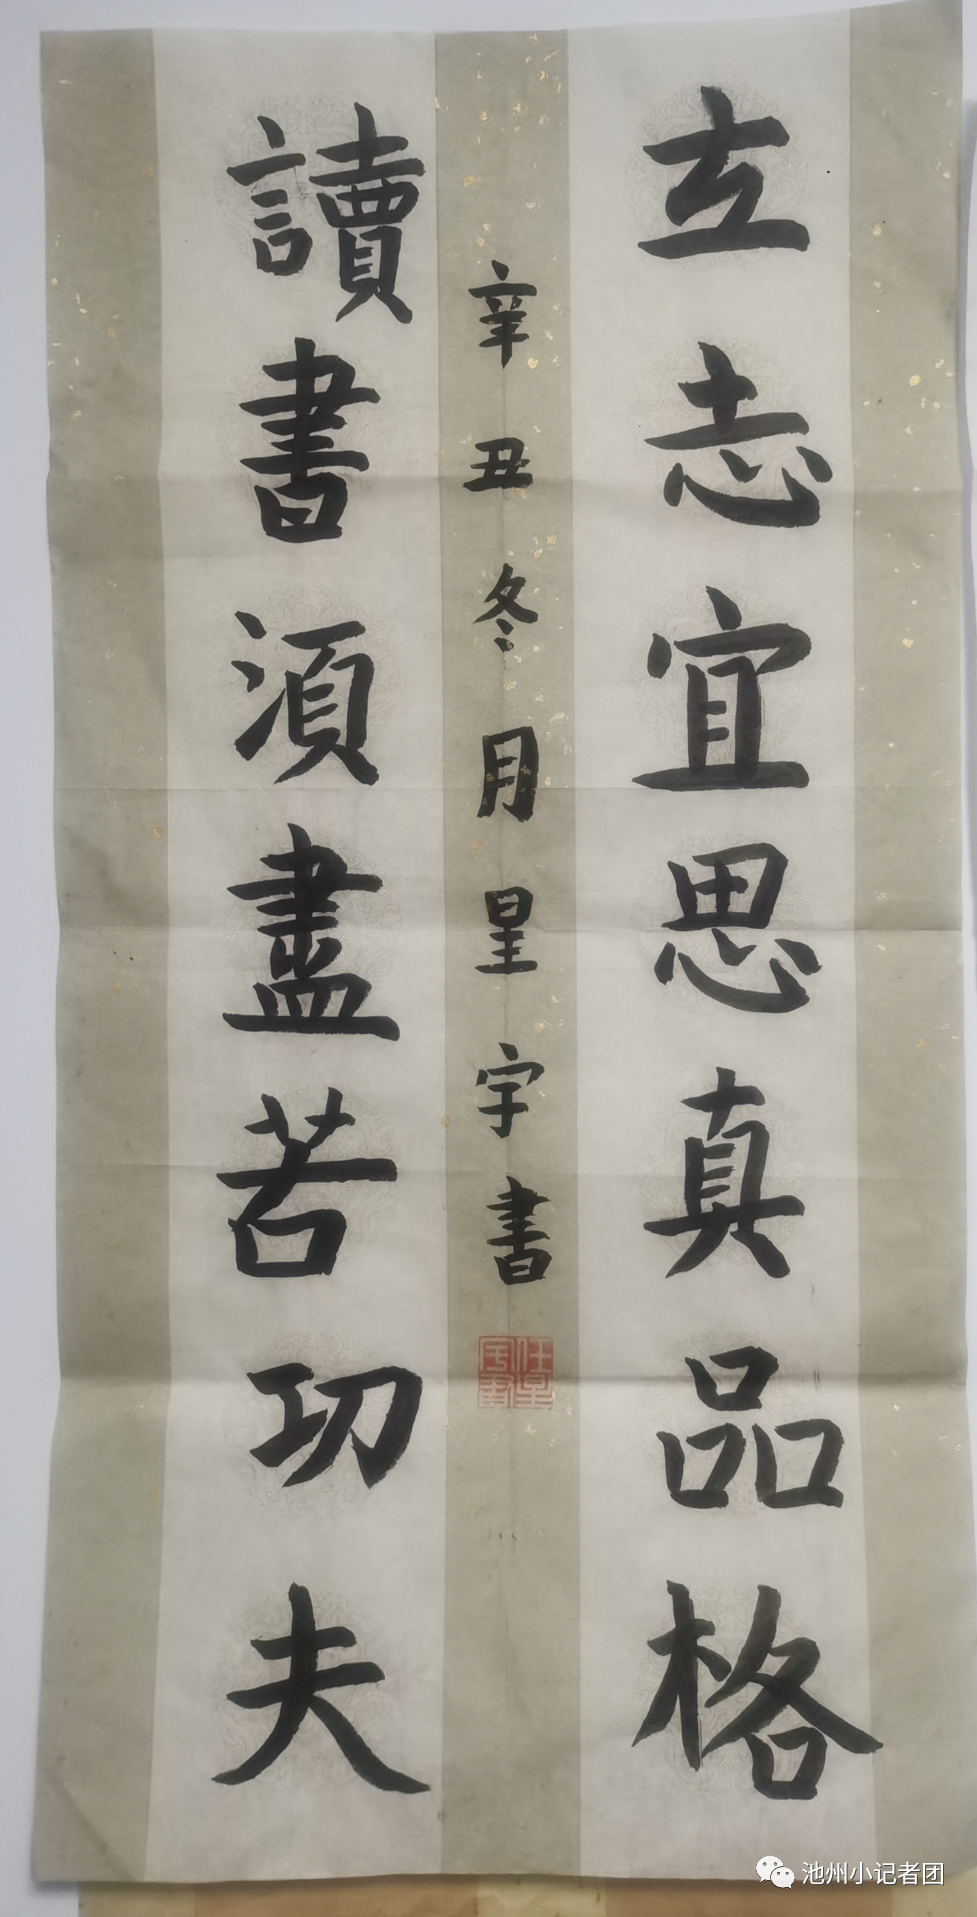 立志宜思真品格
讀書須盡苦功夫
辛丑冬月星宇書
池州小记者团